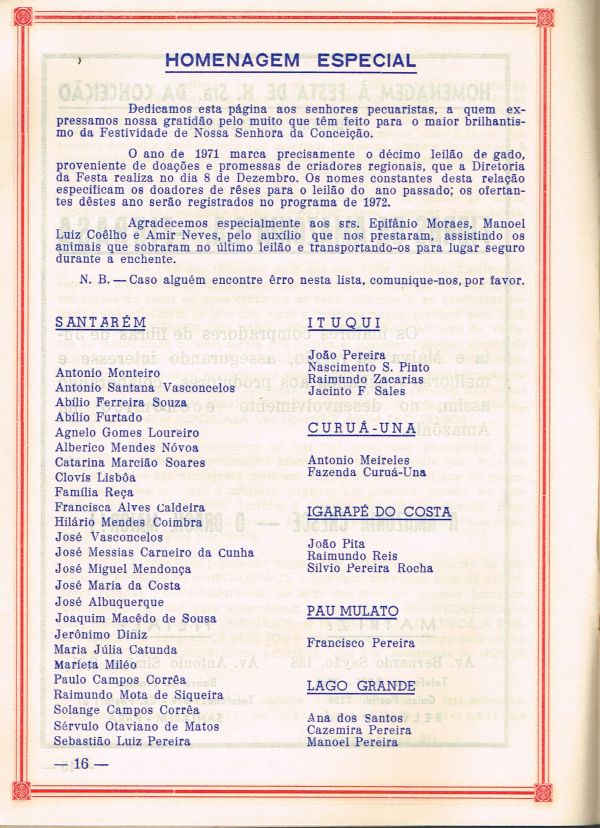 HOMENAGEM ESPECIAL
Dedicamos esta página aos senhores pecuaristas, a quem ex-
pressamos nossa gratidão pelo muito que têm feito para o maior brilhantis-
mo da Festividade de Nossa Senhora da Conceição.
O ano de 1971 marca precisamente o décimo leilão de gado,
proveniente de doações e promessas de criadores regionais, que a Diretoria
da Festa realiza no dia 8 de Dezembro. Os nomes constantes desta relação
especificam os doadores de rêses para o leilão do ano passado; os ofertan-
tes dêstes ano serão registrados no programa de 1972.
Agradecemos especialmente aos srs. Epifânio Moraes, Manoel
Luiz Coêlho e Amir Neves, pelo auxílio que nos prestaram, assistindo os
animais que sobraram no último leilão e transportando-os para lugar seguro
durante a enchente.
N. B. — Caso alguém encontre êrro nesta lista, comunique-nos, por favor.
SANTARÉM
Antonio Monteiro
Antonio Santana Vasconcelos
Abílio Ferreira Souza
Abílio Furtado
Agnelo Gomes Loureiro
Alberico Mendes Nóvoa
Catarina Marcião Soares
Clovís Lisbôa
Família Reça
Francisca Alves Caldeira
Hilário Mendes Coimbra
José Vasconcelos
José Messias Carneiro da Cunha
José Miguel Mendonça
José Maria da Costa
José Albuquerque
Joaquim Macêdo de Sousa
Jerônimo Diniz
Maria Júlia Catunda
Marieta Miléo
Paulo Campos Corrêa
Raimundo Mota de Siqueira
Solange Campos Corrêa
Sérvulo Otaviano de Matos
Sebastião Luiz Pereira
ITUQUI
João Pereira
Nascimento S. Pinto
Raimundo Zacarias
Jacinto F. Sales
CURUÁ-UNA
Antonio Meireles
Fazenda Curuá-Una
IGARAPÉ DO COSTA
João Pita
Raimundo Reis
Silvio Pereira Rocha
PAU MULATO
Francisco Pereira
LAGO GRANDE
Ana dos Santos
Cazemira Pereira
Manoel Pereira
— 16 —